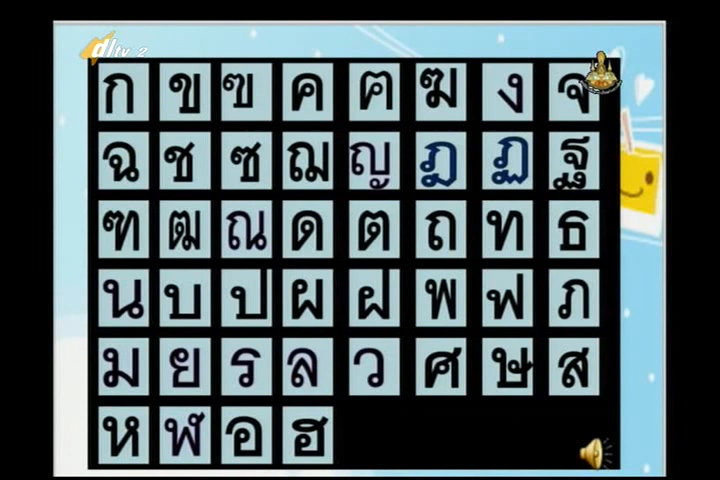 dltv 2
ก ข ฃ ค ฅ ฆ ง จ
ฉ ช ซ ฌ ญ ฎ ฏ ฐ
ฑ ฒ ณ ด ต ถ ท ธ
น บ ป ผ ฝ พ ฟ ภ
ม ย ร ล ว ศ ษ ส
ห ฬ อ ฮ